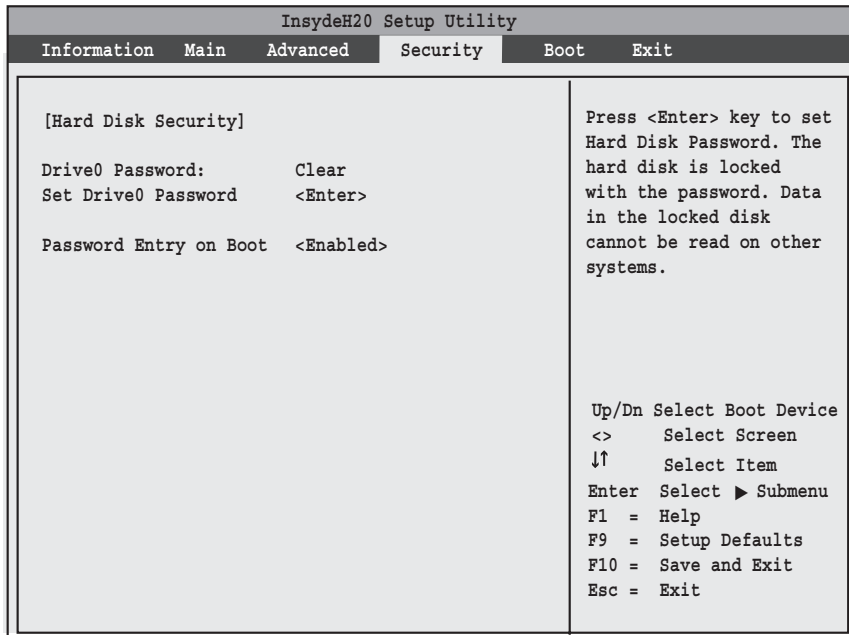 InsydeH20 Setup Utility
Information Main Advanced Security Boot Exit
[Hard Disk Security]
Drive0 Password: Clear
Set Drive0 Password <Enter>
Password Entry on Boot <Enabled>
Press <Enter> key to set
Hard Disk Password. The
hard disk is locked
with the password. Data
in the locked disk
cannot be read on other
systems.
Up/Dn Select Boot Device
<> Select Screen
↓↑ Select Item
Enter Select ▶ Submenu
F1 = Help
F9 = Setup Defaults
F10 = Save and Exit
Esc = Exit